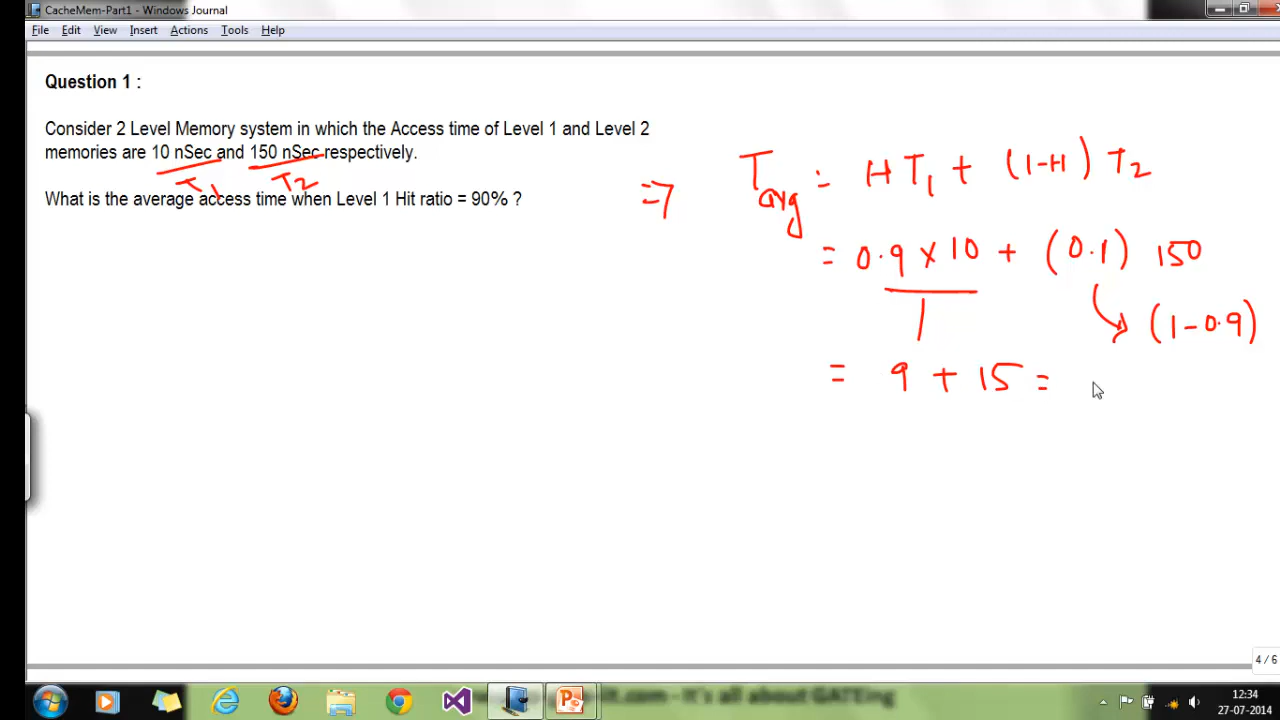 CacheMem-Part1 - Windows Journal
File Edit View Insert Actions Tools Help
Question 1 :
Consider 2 Level Memory system in which the Access time of Level 1 and Level 2
memories are 10 nSec and 150 nSec respectively.
T1 T2
What is the average access time when Level 1 Hit ratio = 90% ?
=> Tavg = HT1 + (1-H) T2
= 0.9 x 10 + (0.1) 150
(1-0.9)
= 9 + 15 =
4 / 6
12:34
27-07-2014